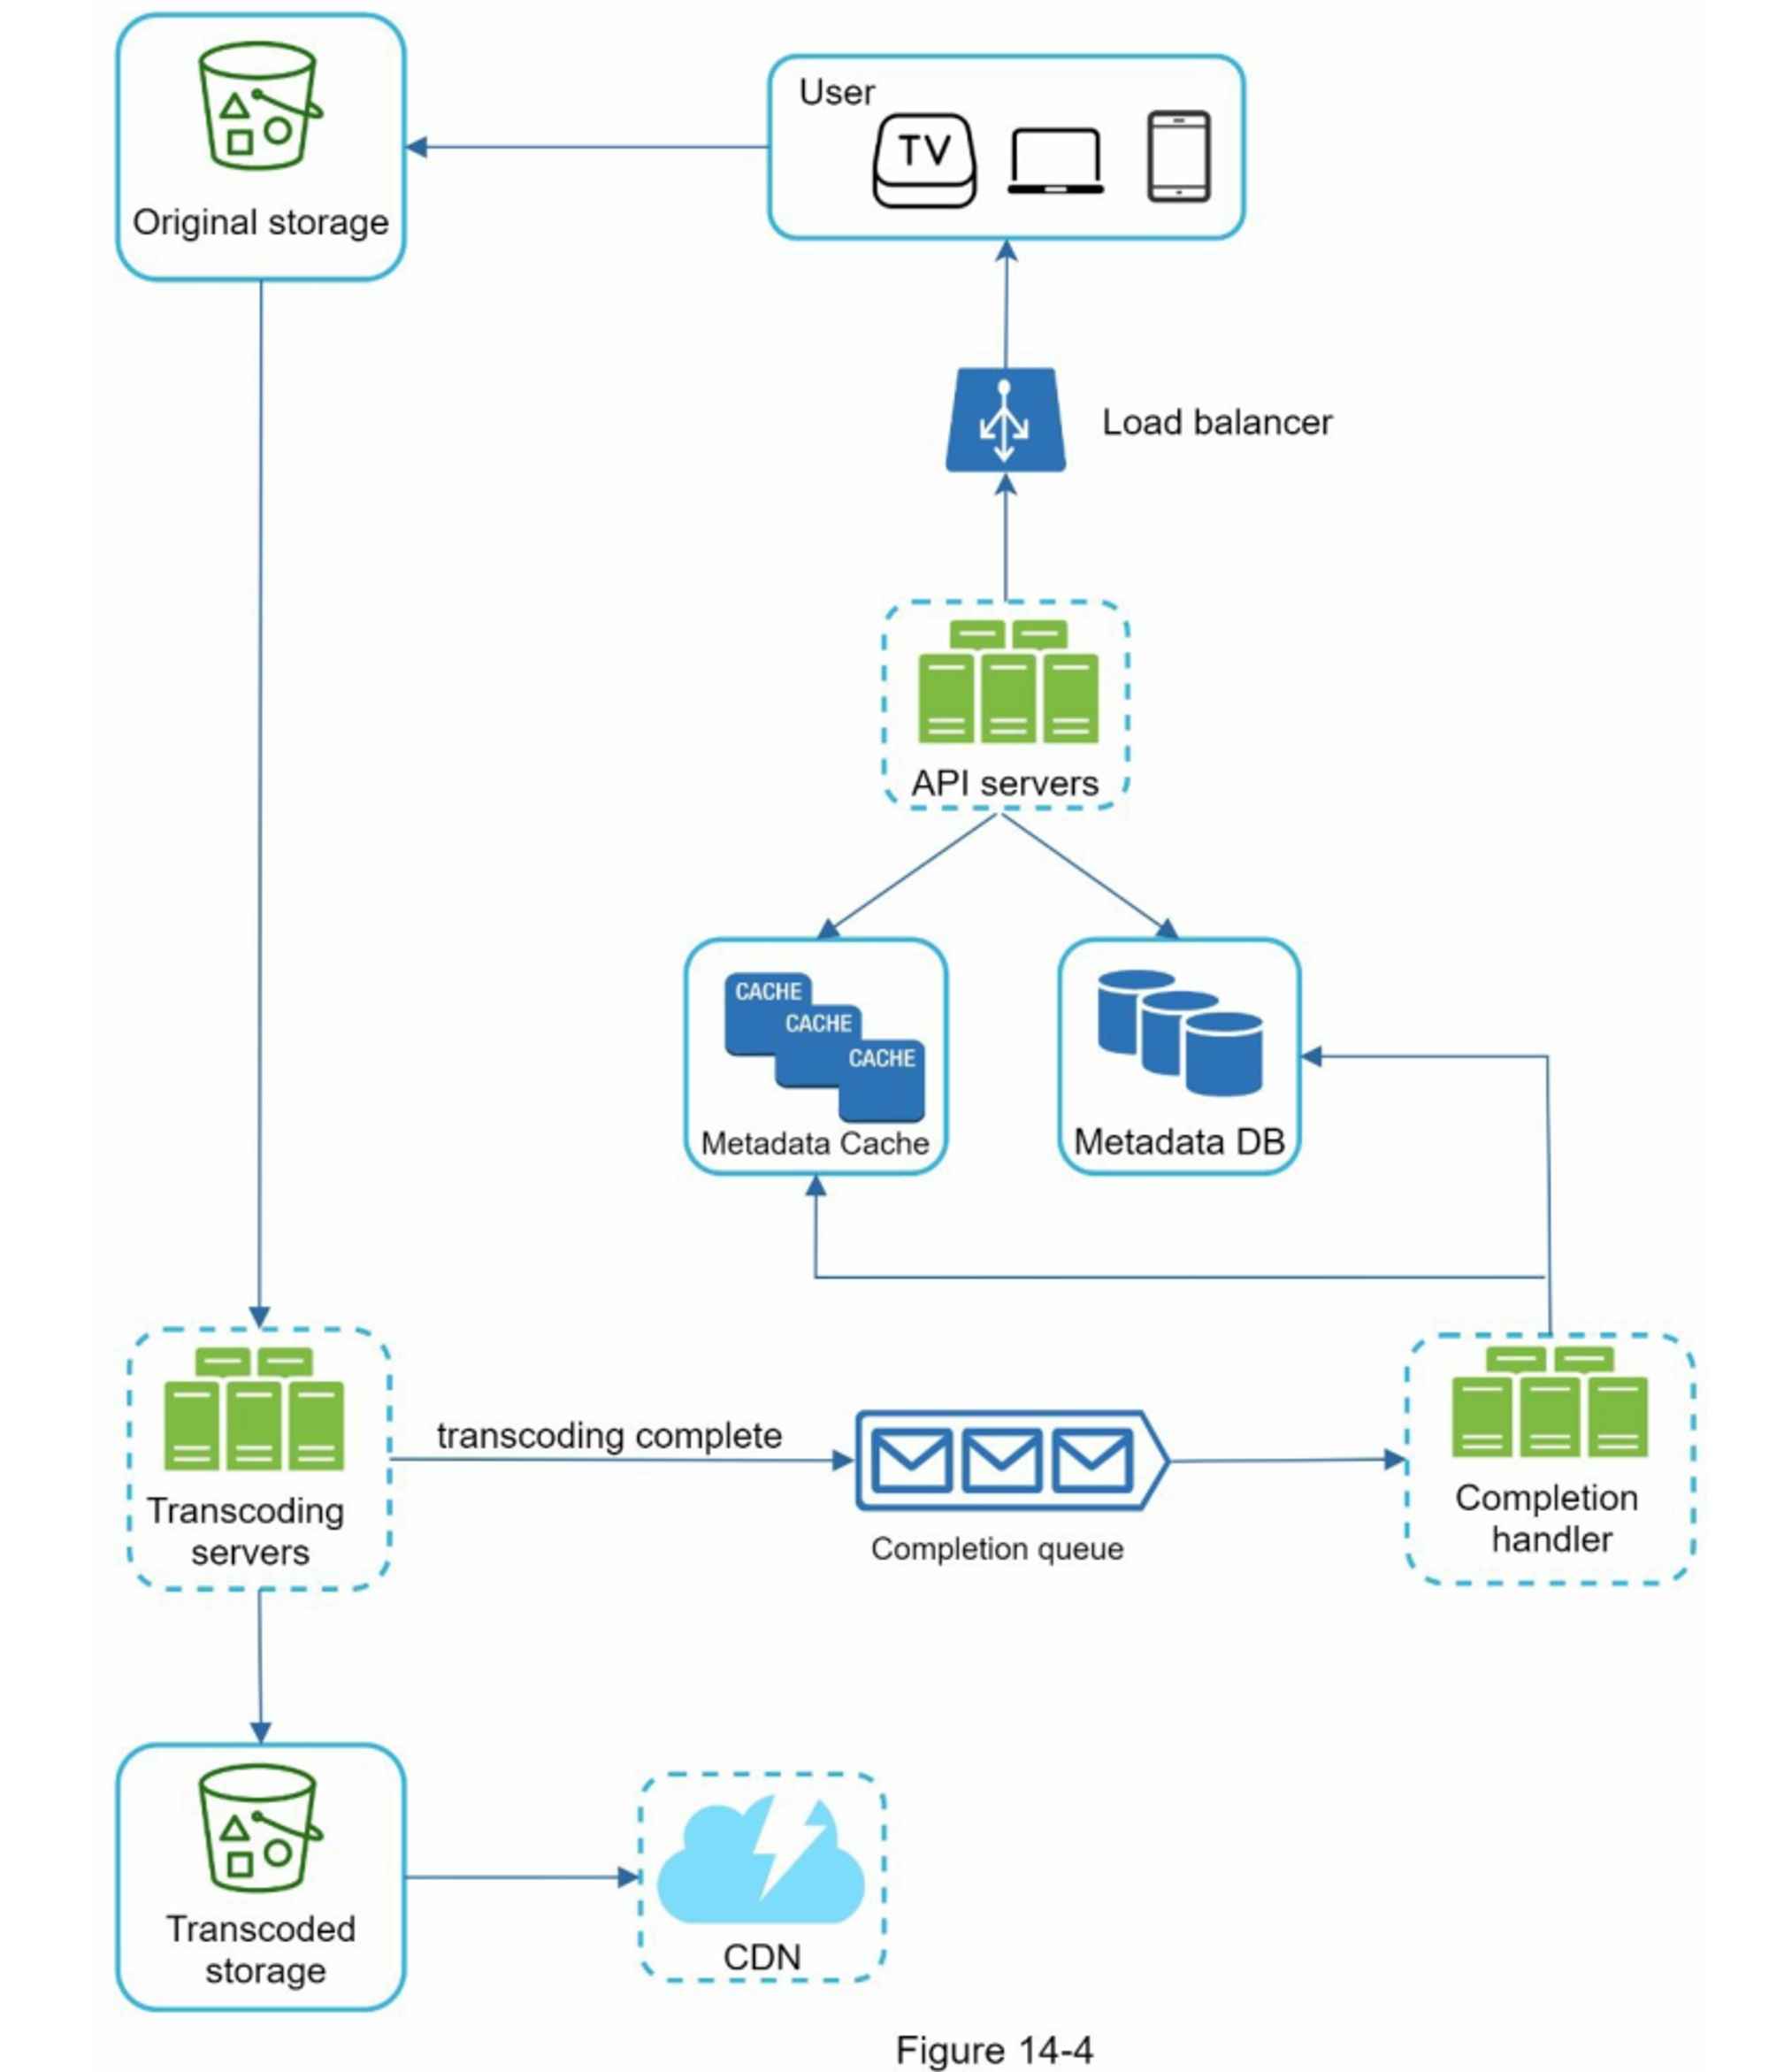 User
TV
Original storage
Load balancer
API servers
CACHE
CACHE
CACHE
Metadata Cache
Metadata DB
transcoding complete
Transcoding
servers
Completion queue
Completion
handler
Transcoded
storage
CDN
Figure 14-4